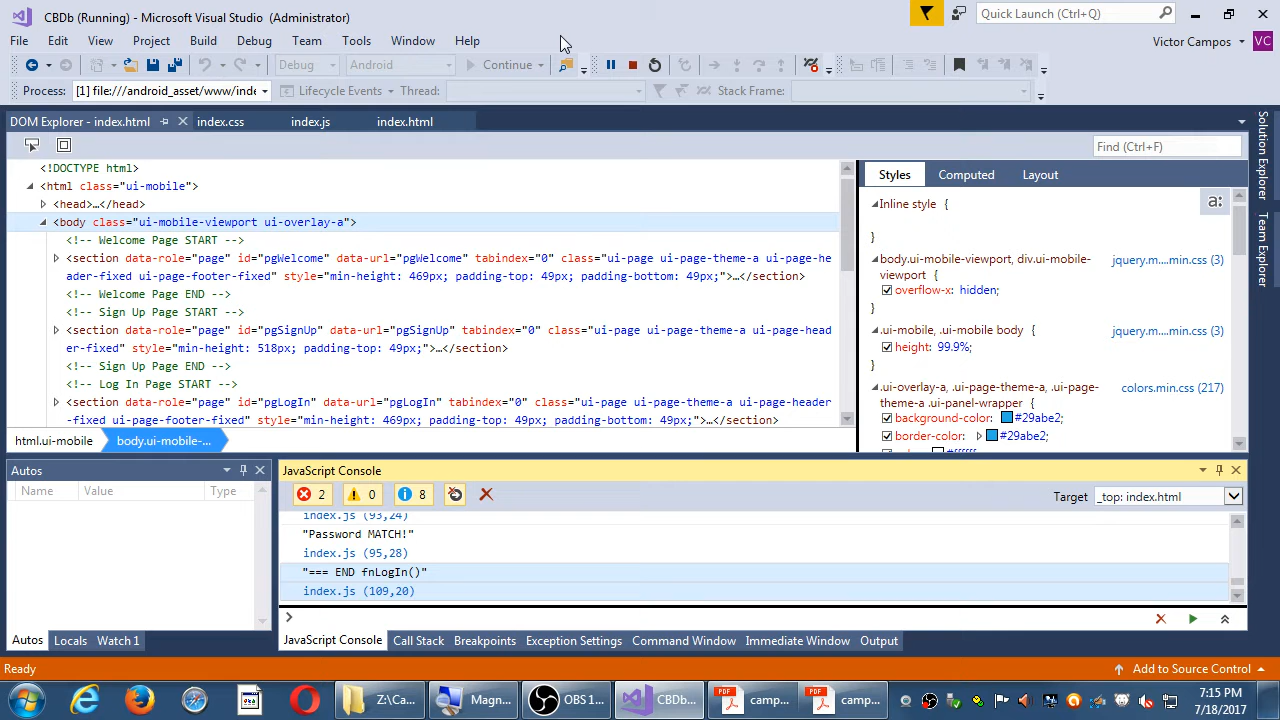 CBDb (Running) - Microsoft Visual Studio (Administrator)
Quick Launch (Ctrl+Q)
File Edit View Project Build Debug Team Tools Window Help
Victor Campos VC
Debug Android Continue
Process: [1] file:///android_asset/www/inde Lifecycle Events Thread: Stack Frame:
DOM Explorer - index.html index.css index.js index.html
Find (Ctrl+F)
<!DOCTYPE html>
<html class="ui-mobile">
<head>…</head>
<body class="ui-mobile-viewport ui-overlay-a">
<!-- Welcome Page START -->
<section data-role="page" id="pgWelcome" data-url="pgWelcome" tabindex="0" class="ui-page ui-page-theme-a ui-page-he
ader-fixed ui-page-footer-fixed" style="min-height: 469px; padding-top: 49px; padding-bottom: 49px;">…</section>
<!-- Welcome Page END -->
<!-- Sign Up Page START -->
<section data-role="page" id="pgSignUp" data-url="pgSignUp" tabindex="0" class="ui-page ui-page-theme-a ui-page-head
er-fixed" style="min-height: 518px; padding-top: 49px;">…</section>
<!-- Sign Up Page END -->
<!-- Log In Page START -->
<section data-role="page" id="pgLogIn" data-url="pgLogIn" tabindex="0" class="ui-page ui-page-theme-a ui-page-header
-fixed ui-page-footer-fixed" style="min-height: 469px; padding-top: 49px; padding-bottom: 49px;">…</section>
html.ui-mobile body.ui-mobile-...
Styles Computed Layout
Inline style {
a:
}
body.ui-mobile-viewport, div.ui-mobile- jquery.m....min.css (3)
viewport {
overflow-x: hidden;
}
.ui-mobile, .ui-mobile body { jquery.m....min.css (3)
height: 99.9%;
}
.ui-overlay-a, .ui-page-theme-a, .ui-page- colors.min.css (217)
theme-a .ui-panel-wrapper {
background-color: #29abe2;
border-color: #29abe2;
Solution Explorer
Team Explorer
Autos
Name Value Type
Autos Locals Watch 1
JavaScript Console
2 0 8
Target _top: index.html
index.js (93,24)
"Password MATCH!"
index.js (95,28)
"=== END fnLogIn()"
index.js (109,20)
JavaScript Console Call Stack Breakpoints Exception Settings Command Window Immediate Window Output
Ready
Add to Source Control
Z:\Ca... Magn... OBS 1... CBDb... camp... camp...
PDF PDF
7:15 PM
7/18/2017